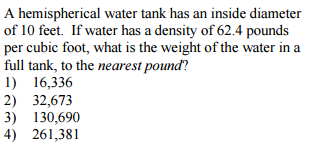 A hemispherical water tank has an inside diameter
of 10 feet. If water has a density of 62.4 pounds
per cubic foot, what is the weight of the water in a
full tank, to the nearest pound?
1) 16,336
2) 32,673
3) 130,690
4) 261,381